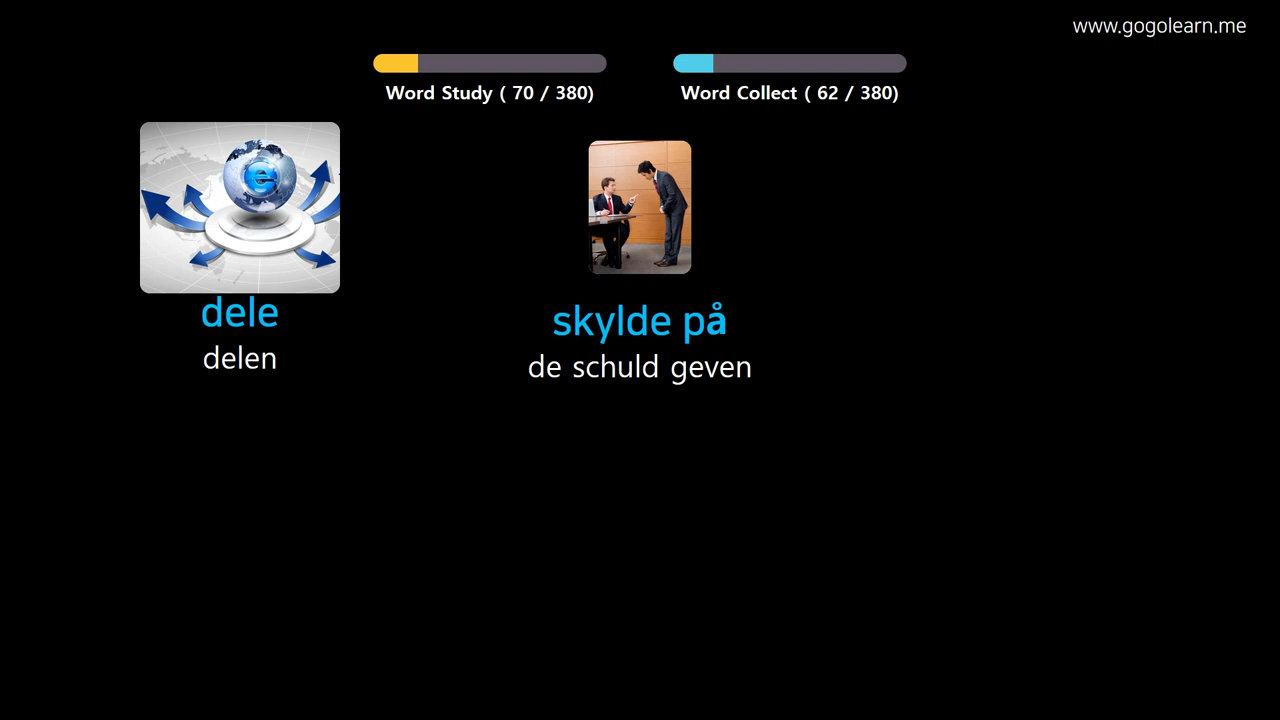 www.gogolearn.me
Word Study ( 70 / 380)
Word Collect ( 62 / 380)
e
dele
delen
skylde på
de schuld geven